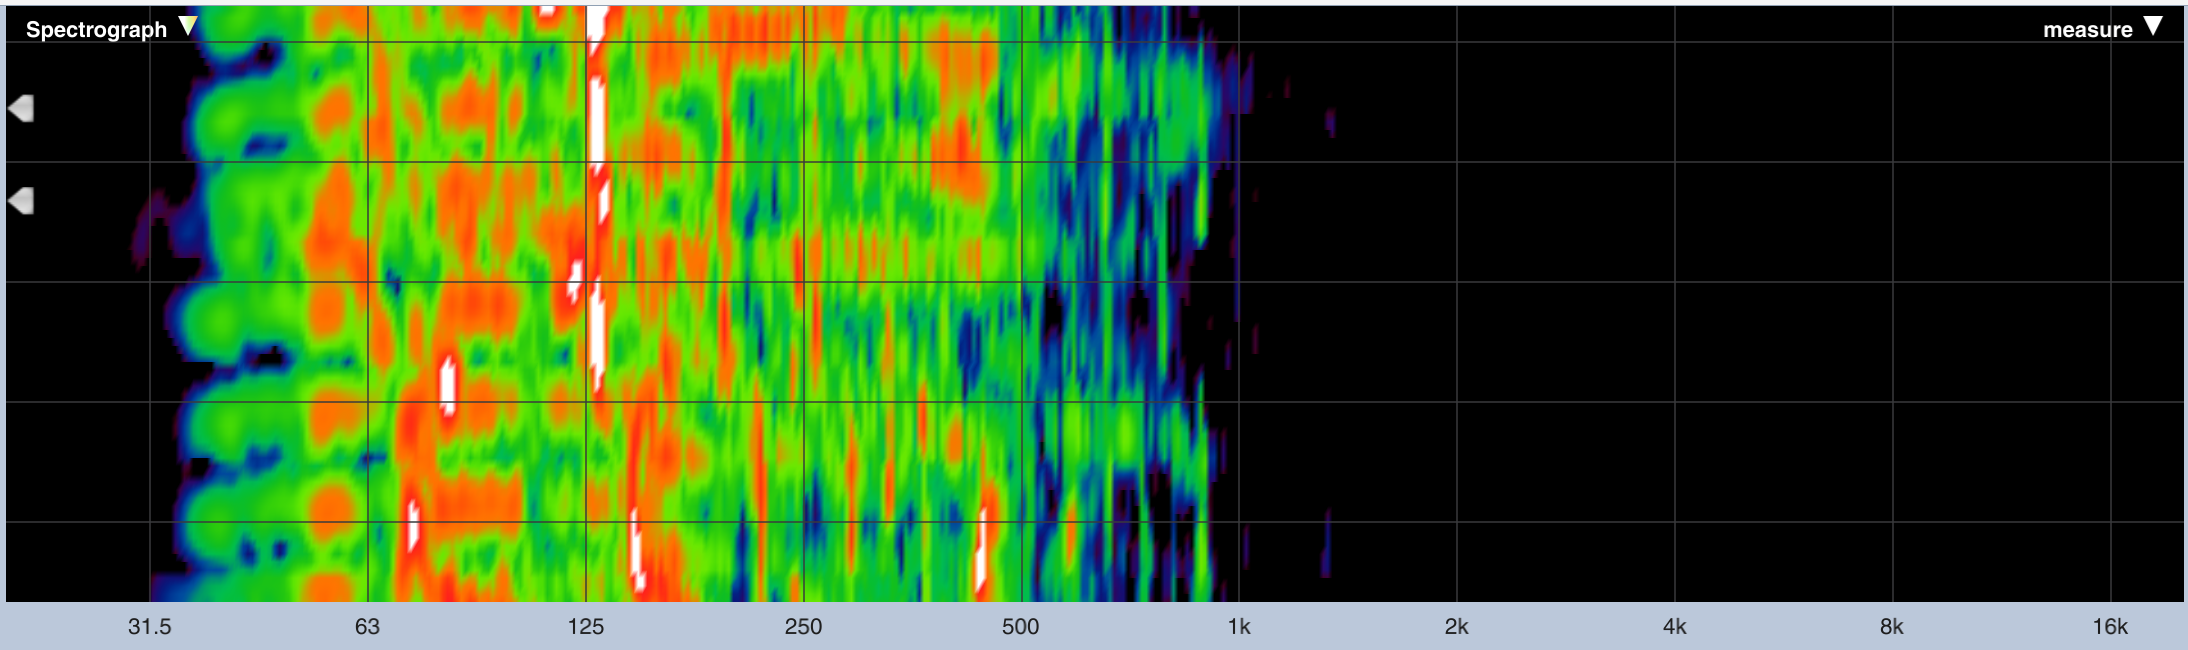 Spectrograph measure
31.5 63 125 250 500 1k 2k 4k 8k 16k